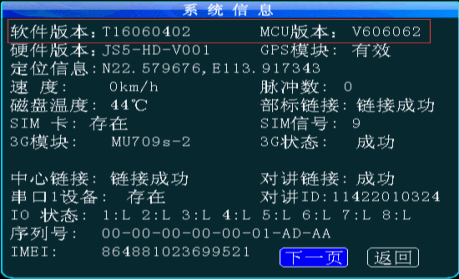 系统信息
软件版本: T16060402 MCU版本: V606062
硬件版本: JS5-HD-V001 GPS模块: 有效
定位信息: N22.579676,E113.917343
速 度: 0km/h 脉冲数: 0
磁盘温度: 44℃ 部标链接: 链接成功
SIM 卡: 存在 SIM信号: 9
3G模块: MU709s-2 3G状态: 成功
中心链接: 链接成功 对讲链接: 成功
串口1设备: 存在 对讲ID:11422010324
IO 状态: 1:L 2:L 3:L 4:L 5:L 6:L 7:L 8:L
序列号: 00-00-00-00-00-01-AD-AA
IMEI: 864881023699521 下一页 返回